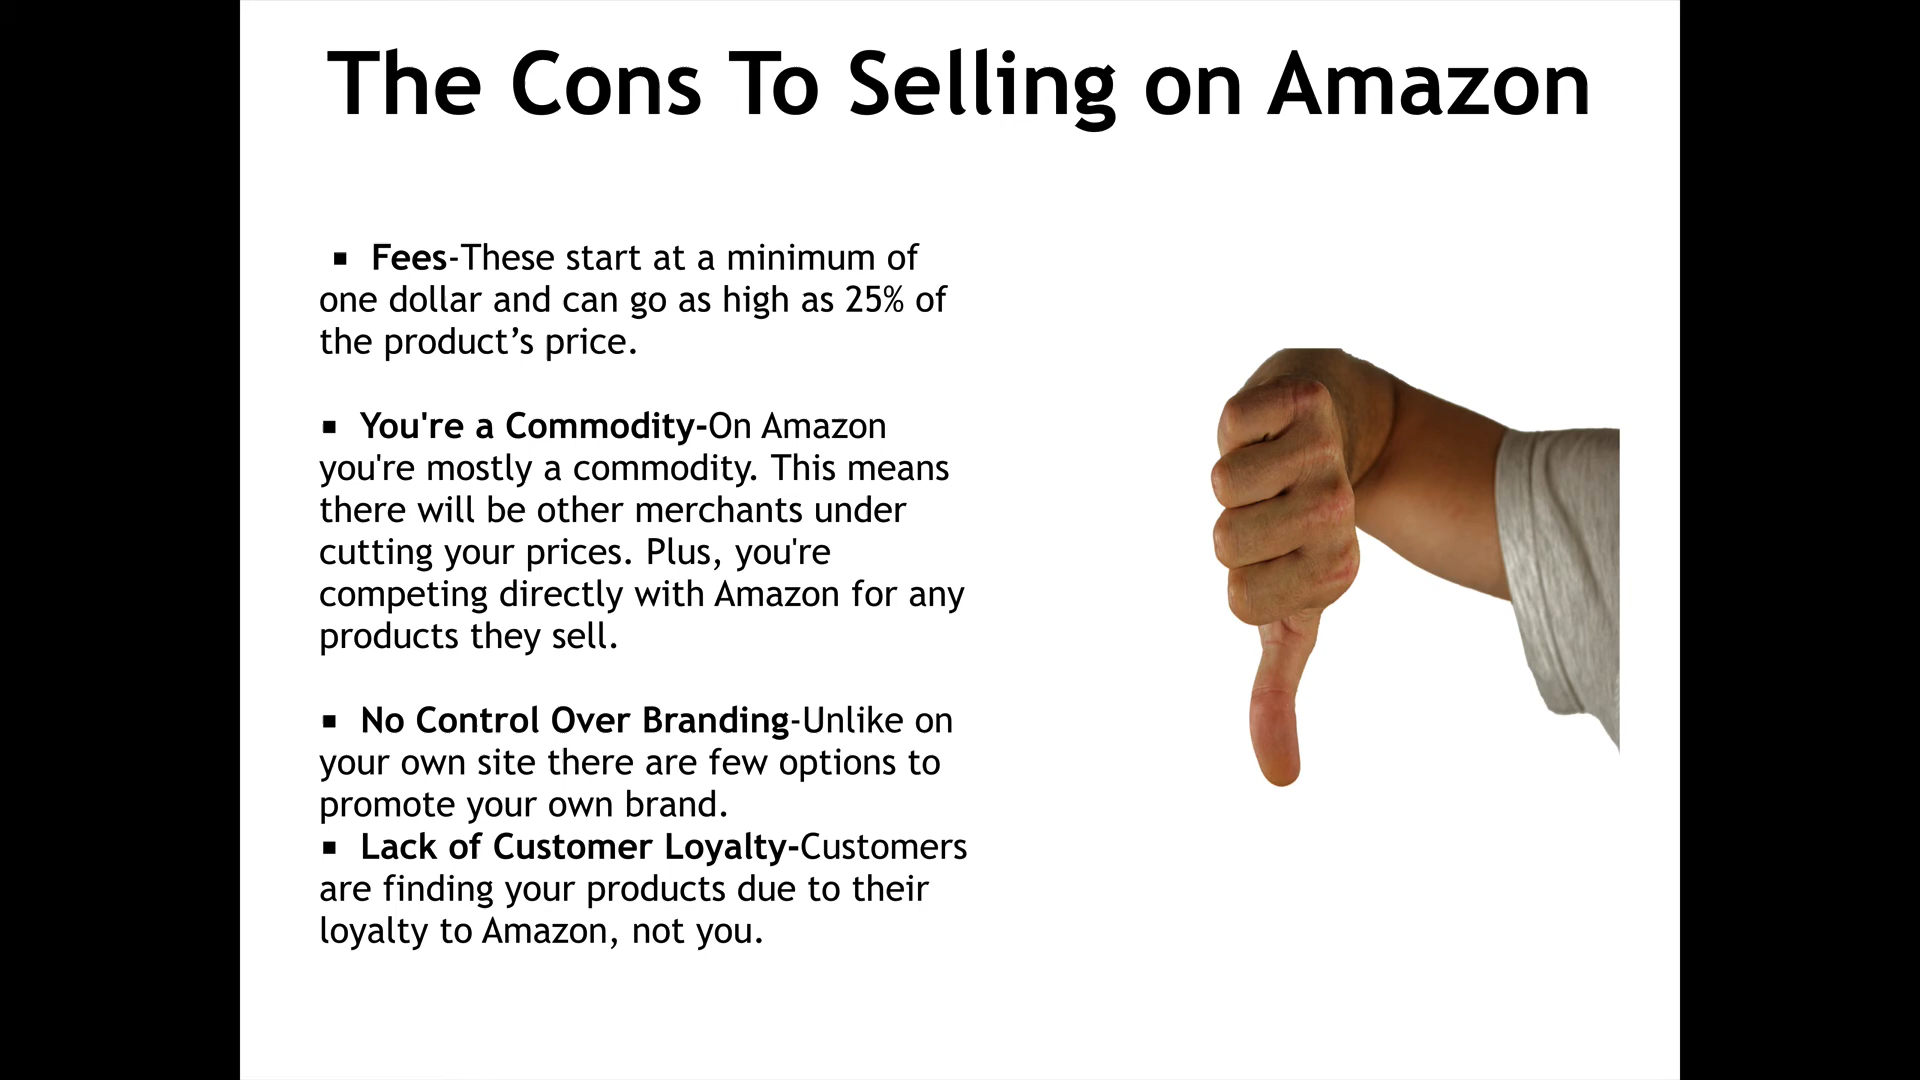 The Cons To Selling on Amazon
▪ Fees-These start at a minimum of
one dollar and can go as high as 25% of
the product’s price.
▪ You're a Commodity-On Amazon
you're mostly a commodity. This means
there will be other merchants under
cutting your prices. Plus, you're
competing directly with Amazon for any
products they sell.
▪ No Control Over Branding-Unlike on
your own site there are few options to
promote your own brand.
▪ Lack of Customer Loyalty-Customers
are finding your products due to their
loyalty to Amazon, not you.